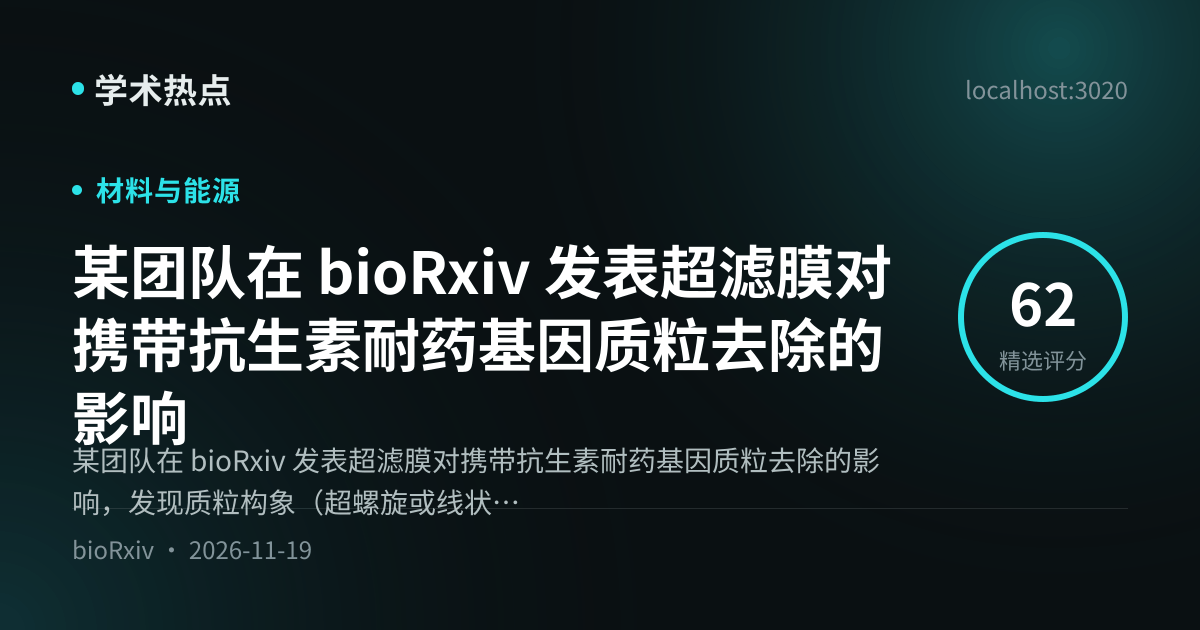 学术热点
localhost:3020
材料与能源
某团队在 bioRxiv 发表超滤膜对
携带抗生素耐药基因质粒去除的
影响
62
精选评分
某团队在 bioRxiv 发表超滤膜对携带抗生素耐药基因质粒去除的影
响，发现质粒构象（超螺旋或线状…
bioRxiv · 2026-11-19